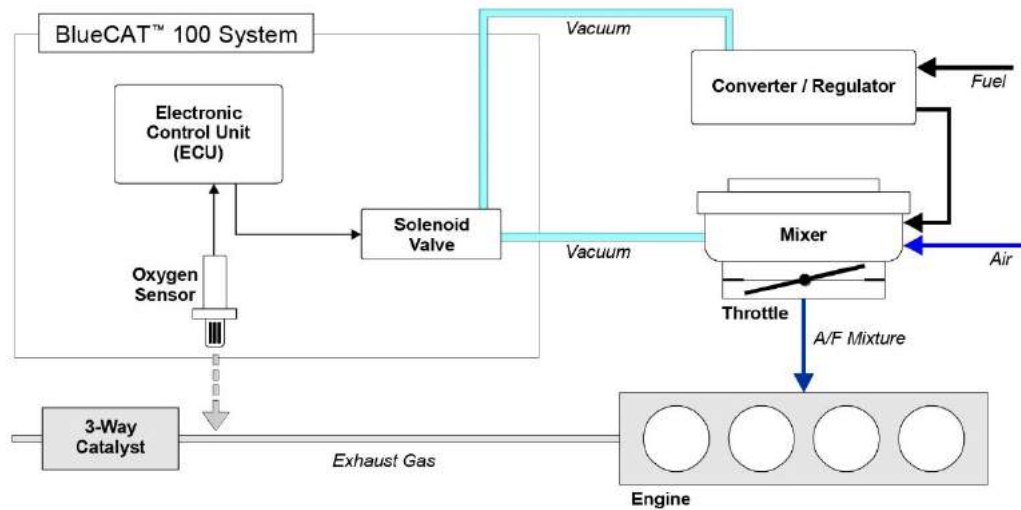 BlueCAT™ 100 System
Vacuum
Electronic
Control Unit
(ECU)
Converter / Regulator
Fuel
Solenoid
Valve
Mixer
Vacuum
Air
Oxygen
Sensor
Throttle
A/F Mixture
3-Way
Catalyst
Exhaust Gas
Engine